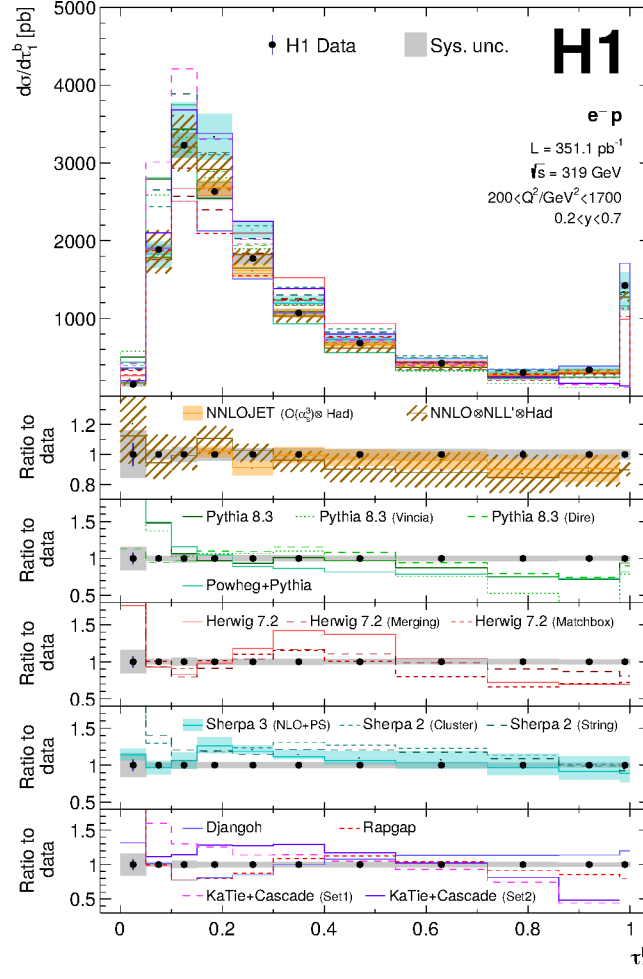 dσ/dτ₁ᵇ [pb]
5000
4000
3000
2000
1000
H1 Data
Sys. unc.
H1
e⁻p
L = 351.1 pb⁻¹
√s = 319 GeV
200<Q²/GeV²<1700
0.2<y<0.7
Ratio to
data
1.2
1
0.8
NNLOJET (O(αₛ³)⊗ Had)
NNLO⊗NLL'⊗Had
Ratio to
data
1.5
1
0.5
Pythia 8.3
Pythia 8.3 (Vincia)
Pythia 8.3 (Dire)
Powheg+Pythia
Ratio to
data
1.5
1
0.5
Herwig 7.2
Herwig 7.2 (Merging)
Herwig 7.2 (Matchbox)
Ratio to
data
1.5
1
0.5
Sherpa 3 (NLO+PS)
Sherpa 2 (Cluster)
Sherpa 2 (String)
Ratio to
data
1.5
1
0.5
Djangoh
Rapgap
KaTie+Cascade (Set1)
KaTie+Cascade (Set2)
0
0.2
0.4
0.6
0.8
1